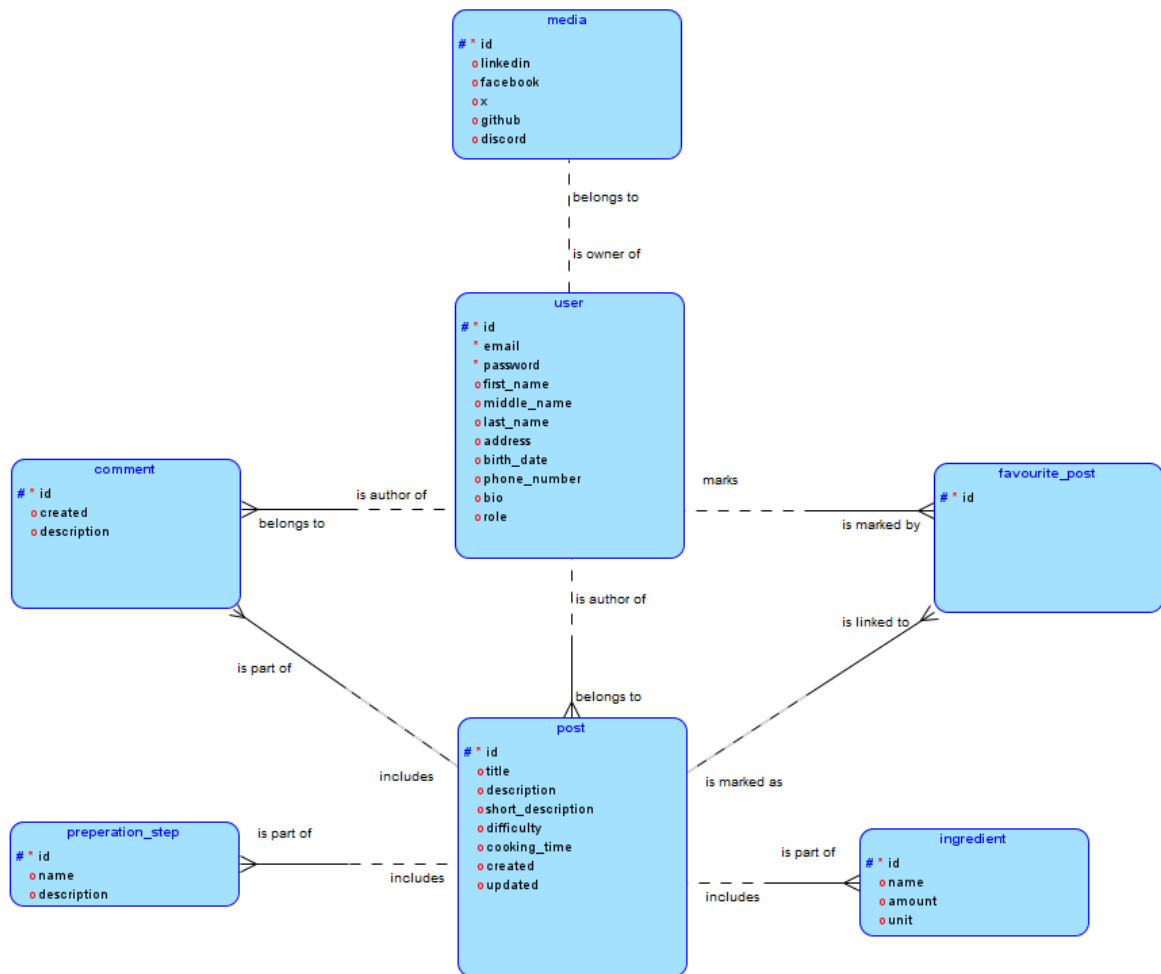 media
# * id
o linkedin
o facebook
o x
o github
o discord
belongs to
is owner of
user
# * id
* email
* password
o first_name
o middle_name
o last_name
o address
o birth_date
o phone_number
o bio
o role
comment
# * id
o created
o description
is author of
belongs to
marks
is marked by
favourite_post
# * id
is author of
belongs to
is part of
includes
is linked to
is marked as
post
# * id
o title
o description
o short_description
o difficulty
o cooking_time
o created
o updated
preperation_step
# * id
o name
o description
is part of
includes
is part of
includes
ingredient
# * id
o name
o amount
o unit